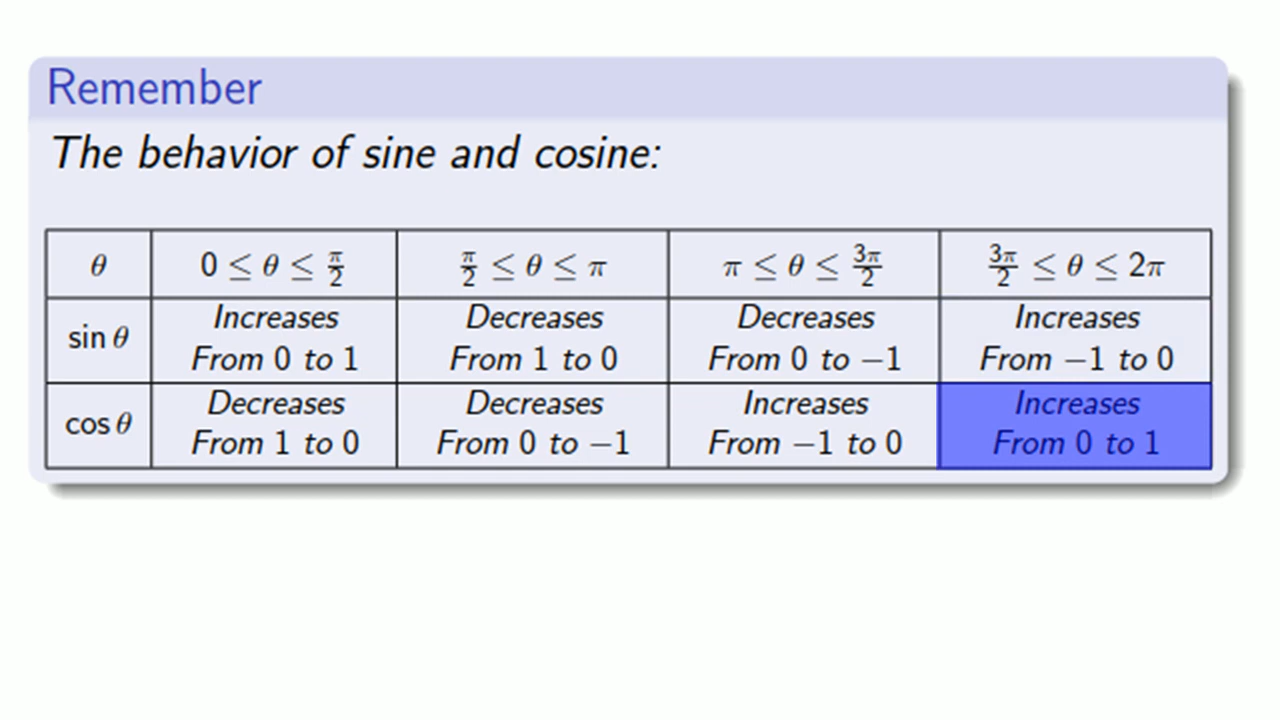 Remember
The behavior of sine and cosine:
θ 0 ≤ θ ≤ π/2 π/2 ≤ θ ≤ π π ≤ θ ≤ 3π/2 3π/2 ≤ θ ≤ 2π
sin θ Increases From 0 to 1 Decreases From 1 to 0 Decreases From 0 to −1 Increases From −1 to 0
cos θ Decreases From 1 to 0 Decreases From 0 to −1 Increases From −1 to 0 Increases From 0 to 1